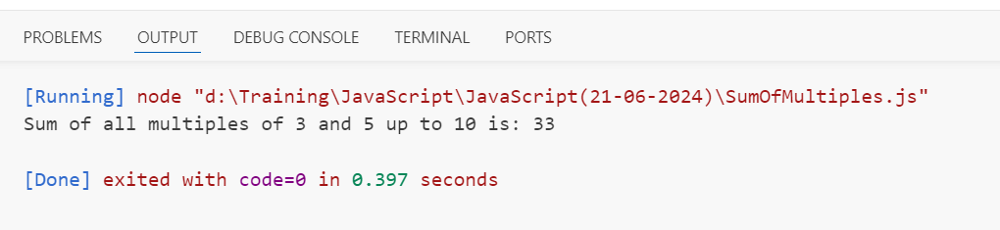 PROBLEMS OUTPUT DEBUG CONSOLE TERMINAL PORTS
[Running] node "d:\Training\JavaScript\JavaScript(21-06-2024)\SumOfMultiples.js"
Sum of all multiples of 3 and 5 up to 10 is: 33
[Done] exited with code=0 in 0.397 seconds